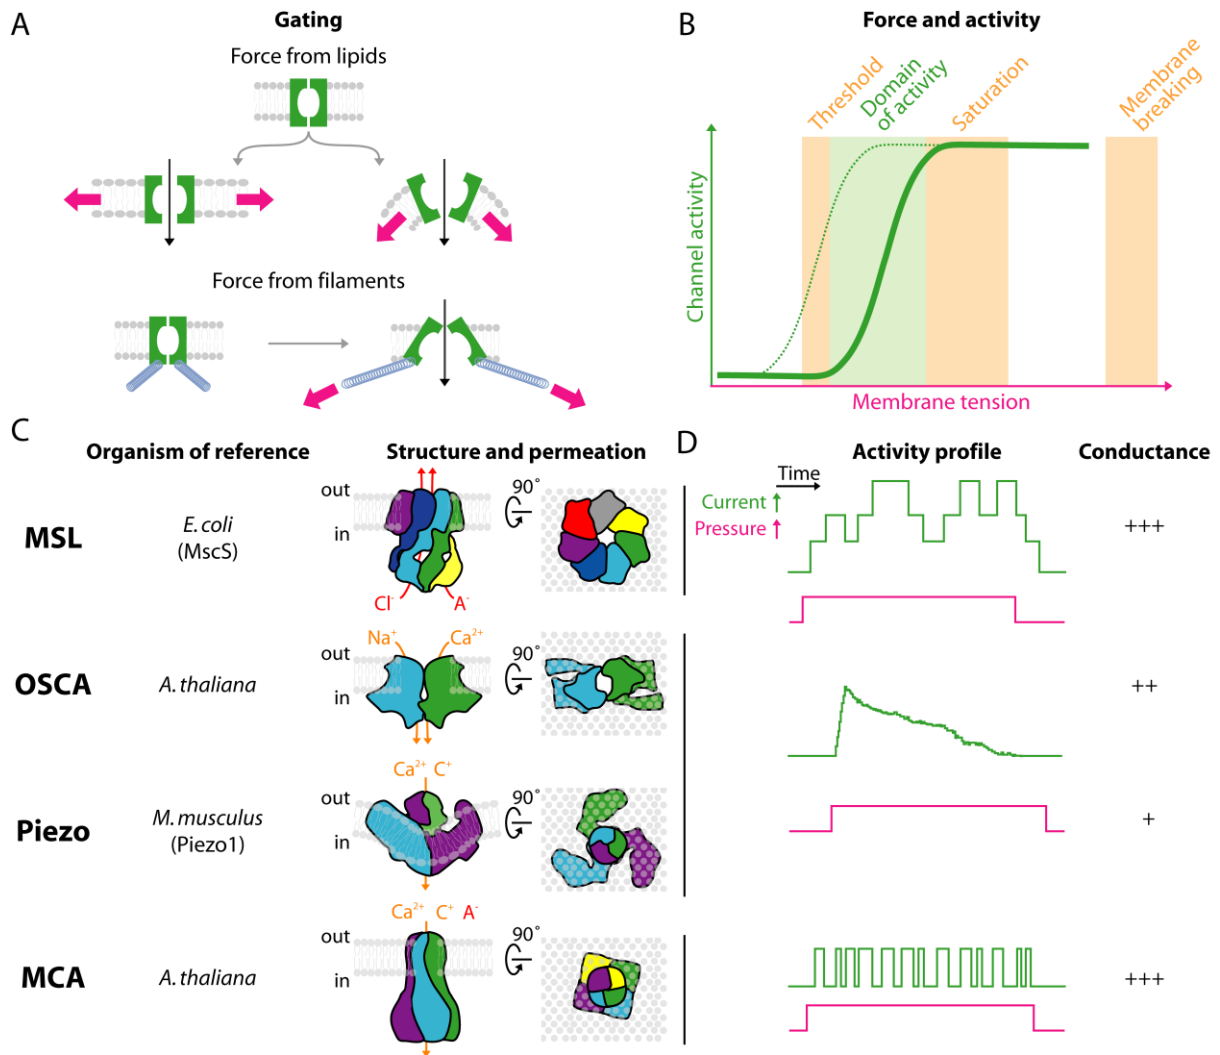 A
Gating
Force from lipids
Force from filaments
B
Force and activity
Threshold
Domain
of activity
Saturation
Membrane
breaking
Channel activity
Membrane tension
C
Organism of reference
Structure and permeation
D
Activity profile
Conductance
MSL
E. coli
(MscS)
out
in
90°
Cl⁻
A⁻
Time
Current
Pressure
+++
OSCA
A. thaliana
Na⁺
Ca²⁺
out
in
90°
++
Piezo
M. musculus
(Piezo1)
Ca²⁺ C⁺
out
in
90°
+
MCA
A. thaliana
Ca²⁺ C⁺ A⁻
out
in
90°
+++